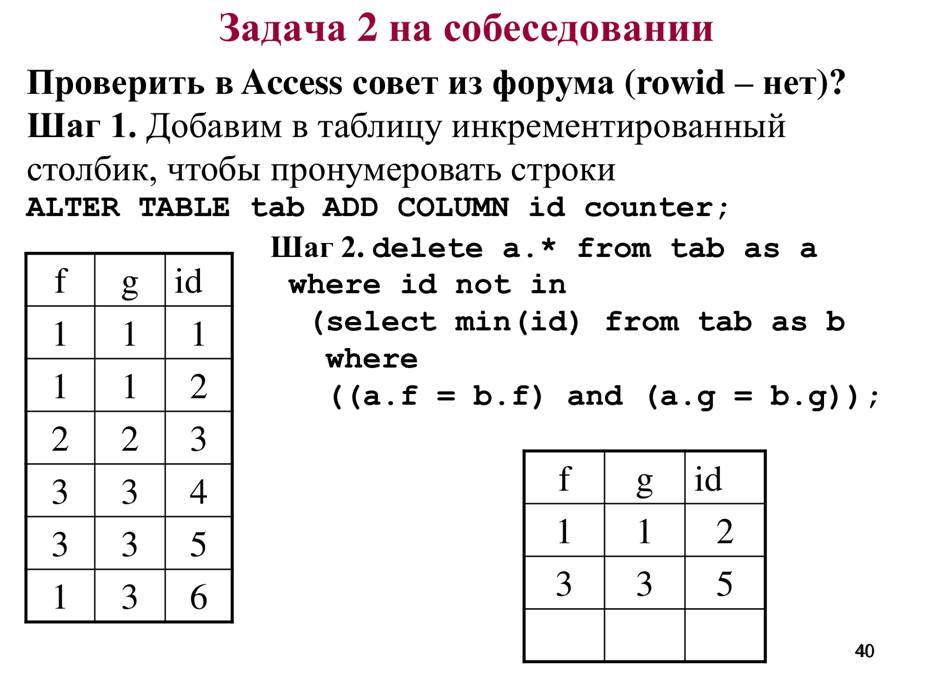 Задача 2 на собеседовании
Проверить в Access совет из форума (rowid – нет)?
Шаг 1. Добавим в таблицу инкрементированный
столбик, чтобы пронумеровать строки
ALTER TABLE tab ADD COLUMN id counter;
Шаг 2. delete a.* from tab as a
where id not in
(select min(id) from tab as b
where
((a.f = b.f) and (a.g = b.g));
f g id
1 1 1
1 1 2
2 2 3
3 3 4
3 3 5
1 3 6
f g id
1 1 2
3 3 5
40